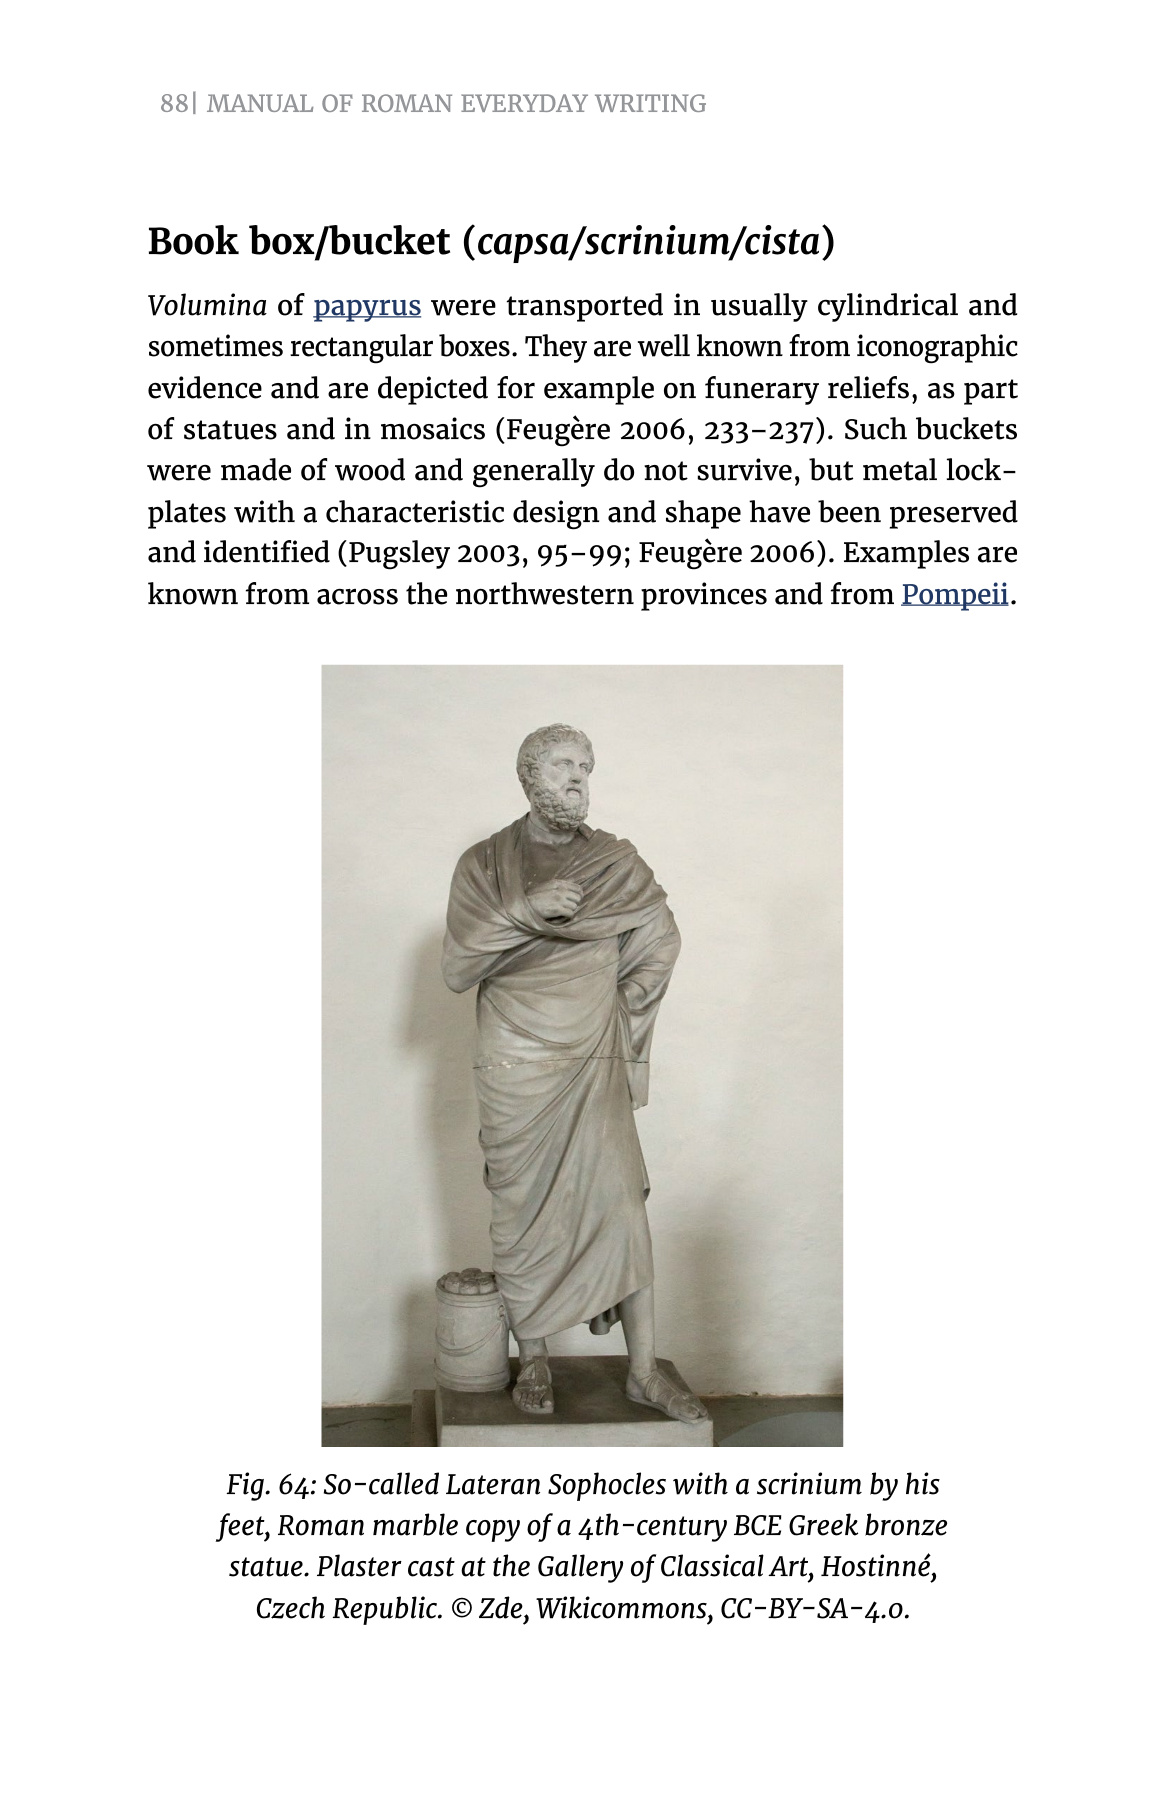 88| MANUAL OF ROMAN EVERYDAY WRITING
Book box/bucket (capsa/scrinium/cista)
Volumina of papyrus were transported in usually cylindrical and
sometimes rectangular boxes. They are well known from iconographic
evidence and are depicted for example on funerary reliefs, as part
of statues and in mosaics (Feugère 2006, 233–237). Such buckets
were made of wood and generally do not survive, but metal lock-
plates with a characteristic design and shape have been preserved
and identified (Pugsley 2003, 95–99; Feugère 2006). Examples are
known from across the northwestern provinces and from Pompeii.
Fig. 64: So-called Lateran Sophocles with a scrinium by his
feet, Roman marble copy of a 4th-century BCE Greek bronze
statue. Plaster cast at the Gallery of Classical Art, Hostinné,
Czech Republic. © Zde, Wikicommons, CC-BY-SA-4.0.